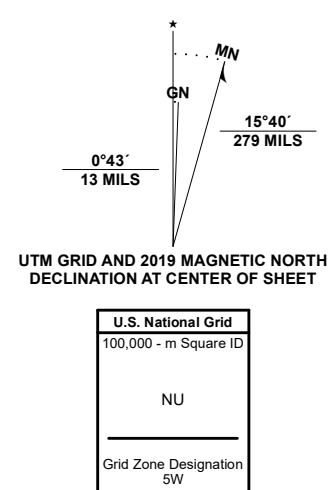 ★
MN
GN
15°40´
279 MILS
0°43´
13 MILS
UTM GRID AND 2019 MAGNETIC NORTH
DECLINATION AT CENTER OF SHEET
U.S. National Grid
100,000 - m Square ID
NU
Grid Zone Designation
5W